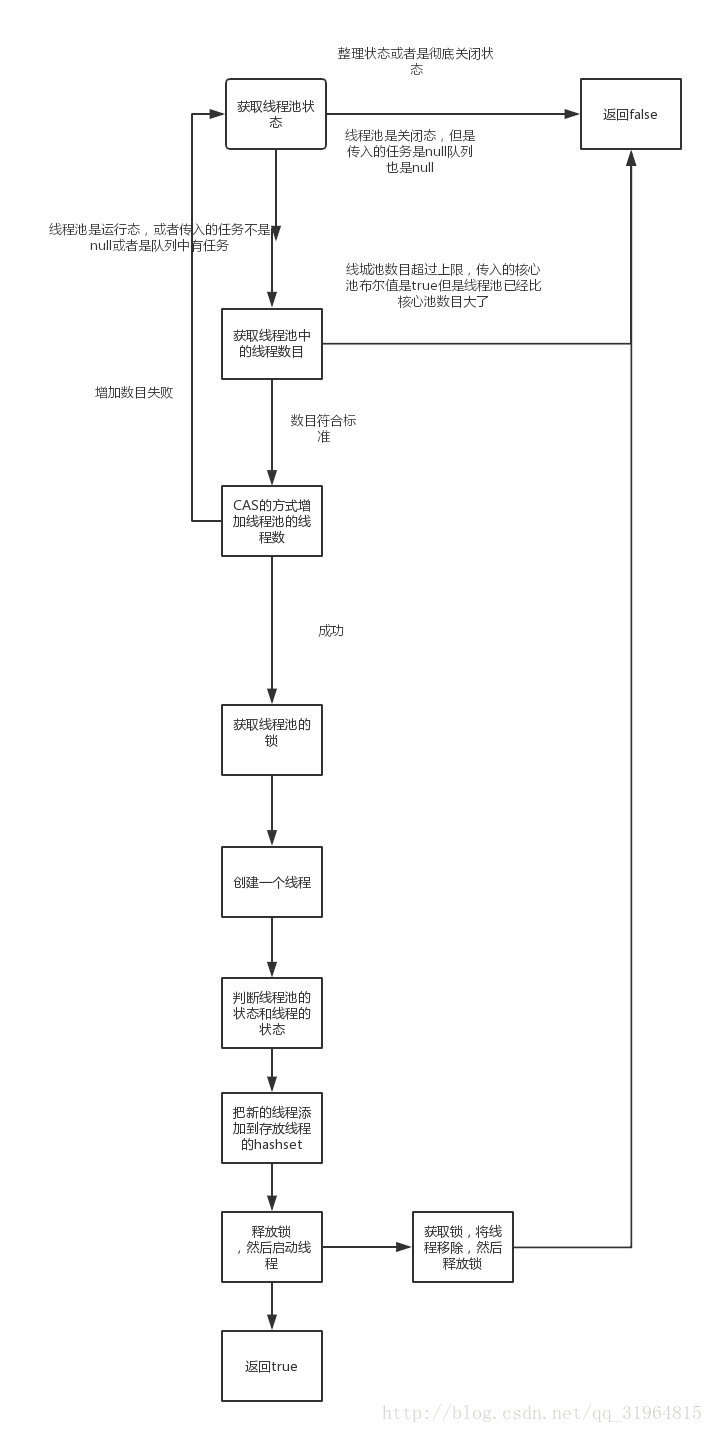 整理状态或者是彻底关闭状
态
获取线程池状
态
返回false
线程池是关闭态，但是
传入的任务是null队列
也是null
线程池是运行态，或者传入的任务不是
null或者是队列中有任务
线城池数目超过上限，传入的核心
池布尔值是true但是线程池已经比
核心池数目大了
获取线程池中
的线程数目
增加数目失败
数目符合标
准
CAS的方式增
加线程池的线
程数
成功
获取线程池的
锁
创建一个线程
判断线程池的
状态和线程的
状态
把新的线程添
加到存放线程
的hashset
释放锁
，然后启动线
程
获取锁，将线
程移除，然后
释放锁
返回true
http://blog.csdn.net/qq_31964815